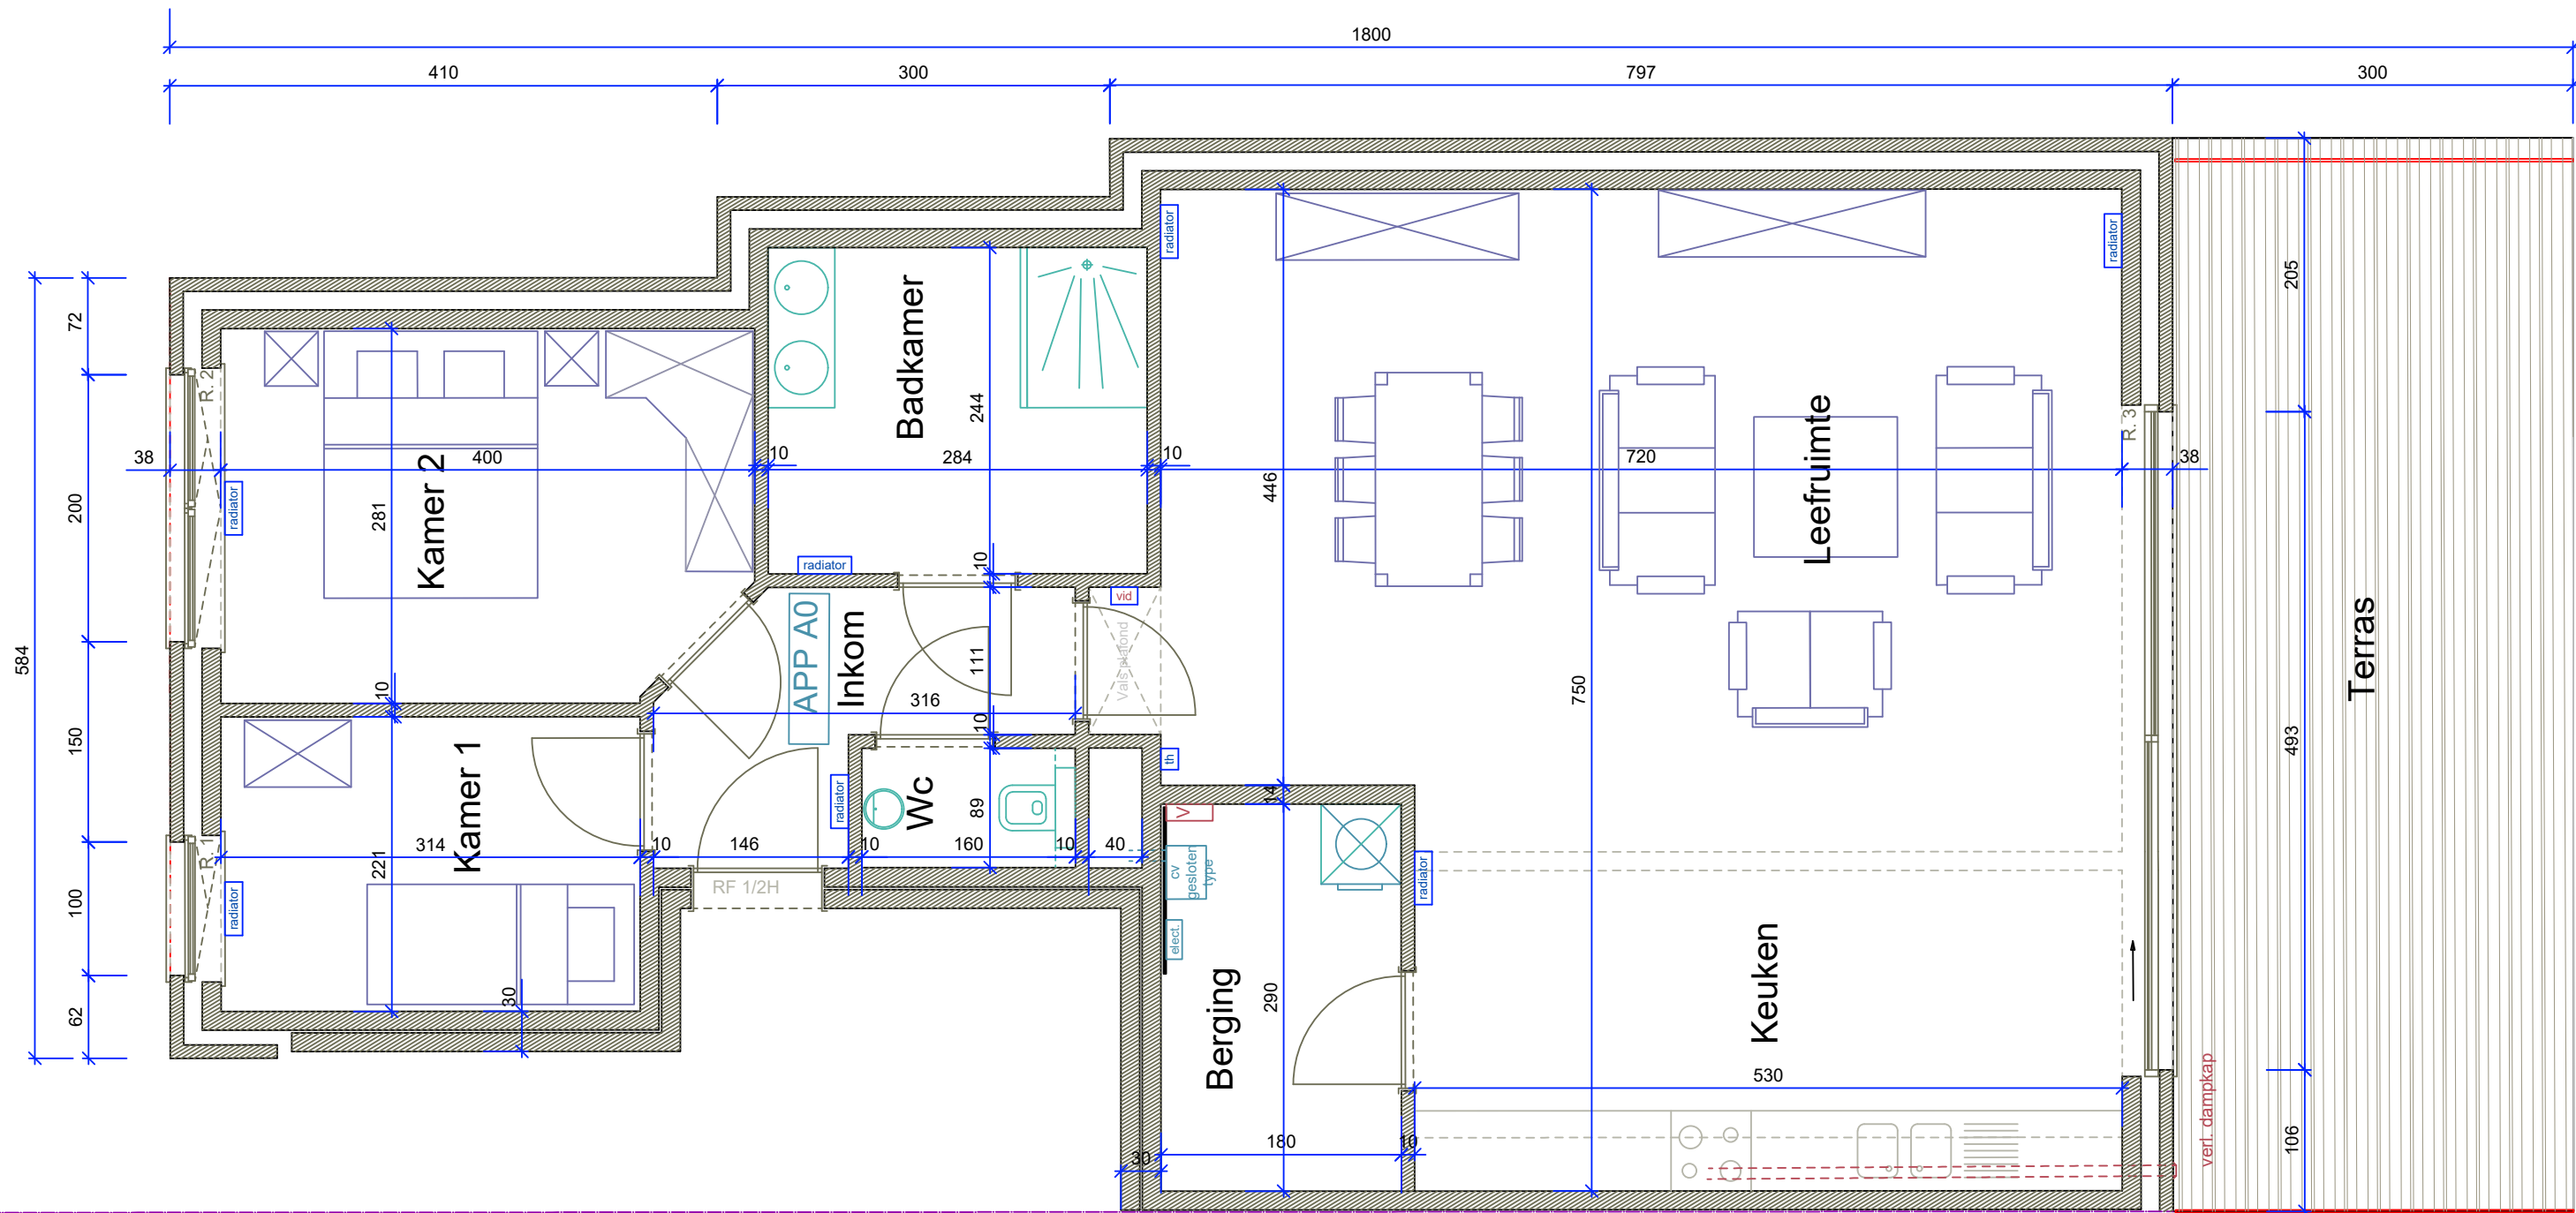 1800
410
300
797
300
72
200
150
100
62
584
R. 2
38
radiator
400
281
Kamer 2
10
10
Badkamer
244
284
10
10
radiator
radiator
446
720
750
Leefruimte
radiator
R. 3
38
205
493
106
Terras
vid
Vals plafond
APP A0
Inkom
111
316
10
th
Kamer 1
R. 1
314
221
radiator
30
10
146
radiator
10
Wc
89
160
10
40
RF 1/2H
14
V
cv
gesloten
type
elect.
Berging
290
radiator
Keuken
530
180
10
30
verl. dampkap